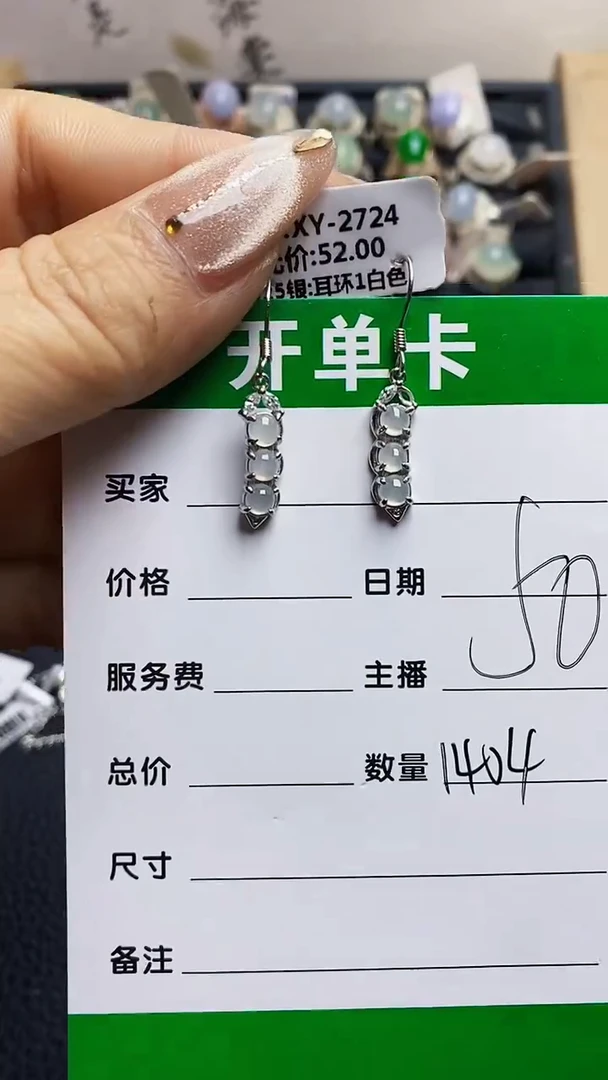 XY-2724
价:52.00
5银:耳环1白色
开单卡
买家
价格 日期
50
服务费 主播
总价 数量 1404
尺寸
备注